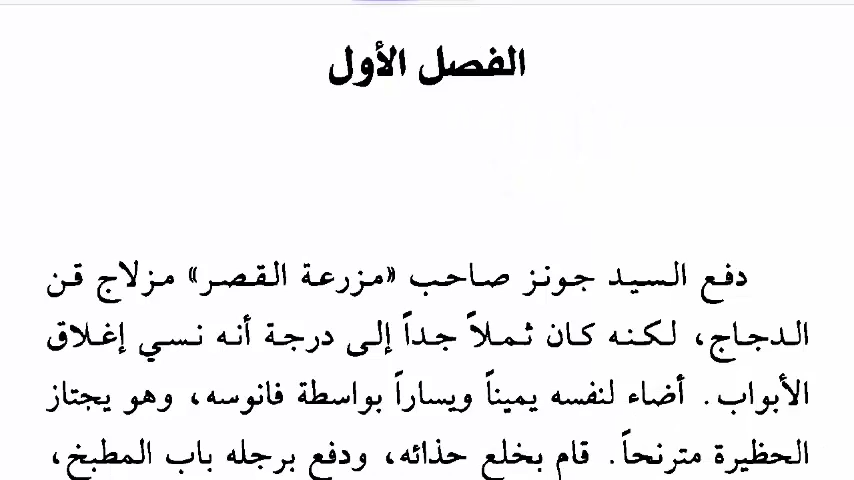 الفصل الأول
دفع السيد جونز صاحب «مزرعة القصر» مزلاج قن
الدجاج، لكنه كان ثملاً جداً إلى درجة أنه نسي إغلاق
الأبواب. أضاء لنفسه يميناً ويساراً بواسطة فانوسه، وهو يجتاز
الحظيرة مترنحاً. قام بخلع حذائه، ودفع برجله باب المطبخ،